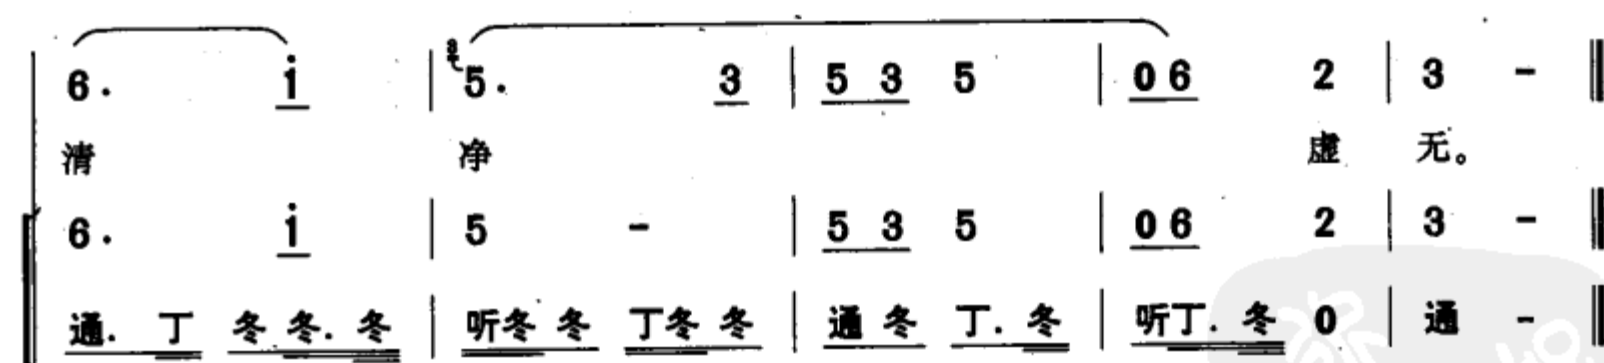 6. i | 5. 3 | 5 3 5 | 0 6 2 | 3 - ‖
清 净 虚 无。
6. i | 5 - | 5 3 5 | 0 6 2 | 3 - ‖
通. 丁 冬 冬. 冬 | 听冬 冬 丁冬 冬 | 通 冬 丁. 冬 | 听丁. 冬 0 | 通 - ‖